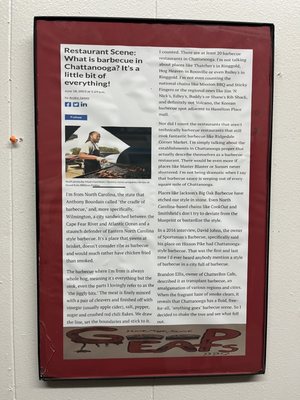 Restaurant Scene:
What is barbecue in
Chattanooga? It's a
little bit of
everything!
Follow
I'm from North Carolina, the state that
Anthony Bourdain called "the cradle of
barbecue," and, more specifically,
Wilmington, a city sandwiched between the
Cape Fear River and Atlantic Ocean and a
staunch defender of Eastern North Carolina
style barbecue. It's a place that sneers at
brisket, doesn't consider ribs as barbecue
and would much rather have chicken fried
than smoked.
The barbecue where I'm from is always
whole hog, meaning it's everything but the
oink, even the parts I lovingly refer to as the
"the jiggly bits." The meat is finely minced
with a pair of cleavers and finished off with
vinegar (usually apple cider), salt, pepper,
sugar and crushed red chili flakes. We draw
the line, set the boundaries and stick to it.
I counted. There are at least 20 barbecue
restaurants in Chattanooga. I'm not talking
about places like Thatcher's in Ringgold,
Hog Heaven in Rossville or even Bailey's in
Ringgold. I'm not even counting the
national chains like Mission BBQ and Sticky
Fingers or the regional ones like Jim 'N
Nick's, Edley's, Buddy's or Shane's Rib Shack,
and definitely not Volcano, the Korean
barbecue spot adjacent to Hamilton Place
mall.
Nor did I count the restaurants that aren't
technically barbecue restaurants that still
cook fantastic barbecue like Ridgedale
Corner Market. I'm simply talking about the
establishments in Chattanooga proper that
actually describe themselves as a barbecue
restaurant. There would be even more if
places like Master Blaster or Sumus never
shuttered. I'm not being dramatic when I say
that barbecue sauce is seeping out of every
square inch of Chattanooga.
Places like Jackson's Big Oak Barbecue have
etched out style in stone. Even North
Carolina-based chains like CookOut and
Smithfield's don't try to deviate from the
blueprint or bastardize the style.
In a 2016 interview, David Johns, the owner
of Sportsman's Barbecue, specifically said
his place on Hixson Pike had Chattanooga-
style barbecue. That was the first and last
time I'd ever heard anybody mention a style
of barbecue in a city full of barbecue.
Brandon Ellis, owner of Chatterbox Cafe,
described it as transplant barbecue, an
amalgamation of various regions and cities.
When the fragrant haze of smoke clears, it
reveals that Chattanooga has a fluid, free-
for-all, "anything goes" barbecue scene. So I
decided to shake the tree and see what fell
out.